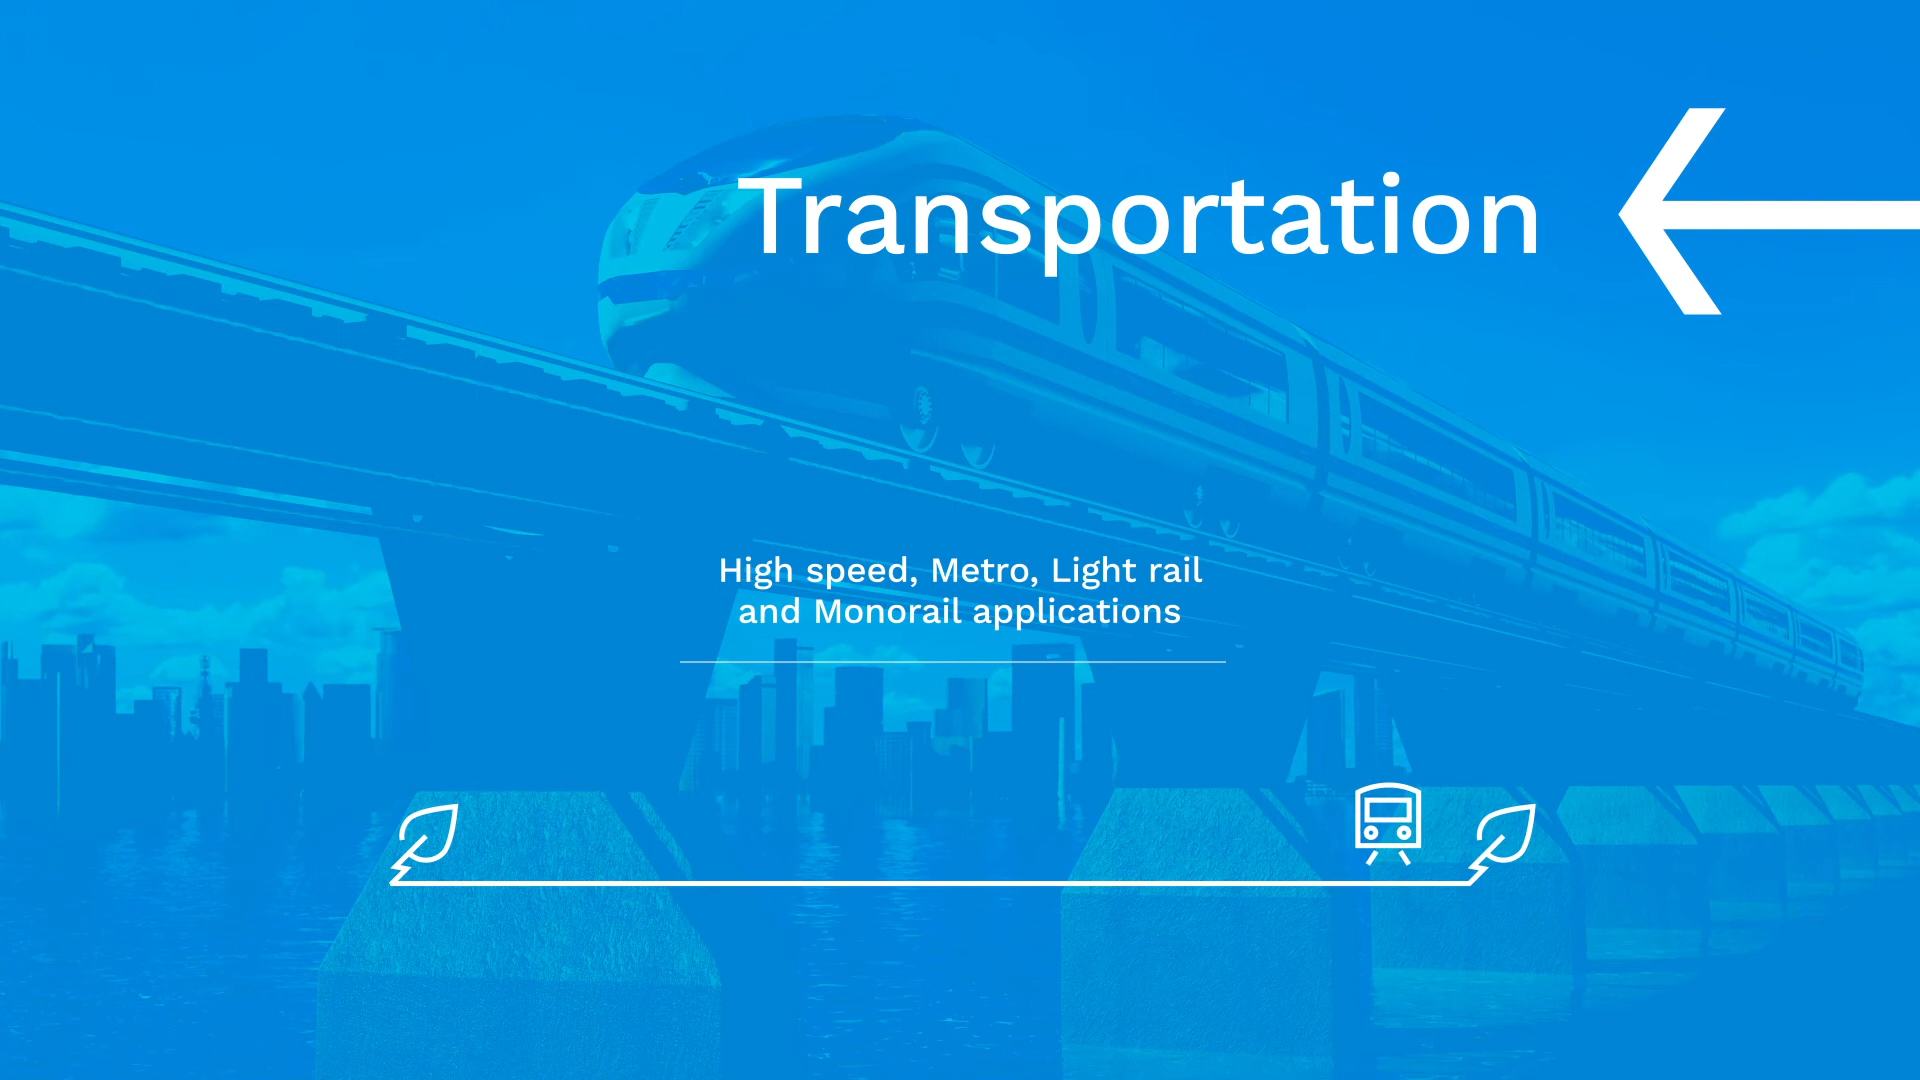 Transportation
High speed, Metro, Light rail
and Monorail applications